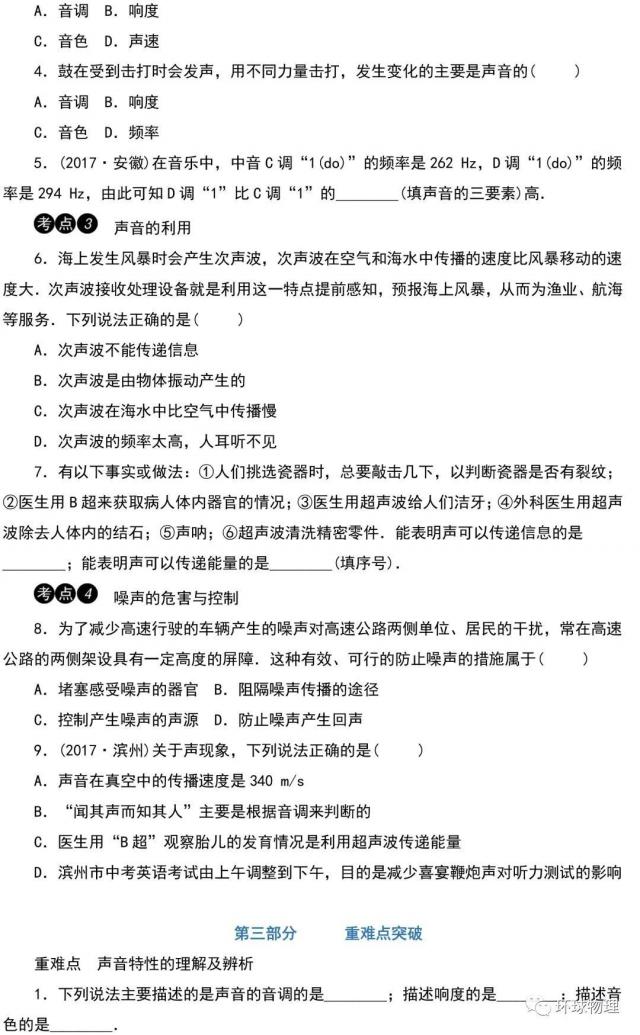 A．音调 B．响度
C．音色 D．声速
4．鼓在受到击打时会发声，用不同力量击打，发生变化的主要是声音的(  )
A．音调 B．响度
C．音色 D．频率
5．(2017·安徽)在音乐中，中音 C 调“1(do)”的频率是 262 Hz，D 调“1(do)”的频
率是 294 Hz，由此可知 D 调“1”比 C 调“1”的________(填声音的三要素)高．
考点3 声音的利用
6．海上发生风暴时会产生次声波，次声波在空气和海水中传播的速度比风暴移动的速
度大．次声波接收处理设备就是利用这一特点提前感知，预报海上风暴，从而为渔业、航海
等服务．下列说法正确的是(  )
A．次声波不能传递信息
B．次声波是由物体振动产生的
C．次声波在海水中比空气中传播慢
D．次声波的频率太高，人耳听不见
7．有以下事实或做法：①人们挑选瓷器时，总要敲击几下，以判断瓷器是否有裂纹；
②医生用 B 超来获取病人体内器官的情况；③医生用超声波给人们洁牙；④外科医生用超声
波除去人体内的结石；⑤声呐；⑥超声波清洗精密零件．能表明声可以传递信息的是
________；能表明声可以传递能量的是________(填序号)．
考点4 噪声的危害与控制
8．为了减少高速行驶的车辆产生的噪声对高速公路两侧单位、居民的干扰，常在高速
公路的两侧架设具有一定高度的屏障．这种有效、可行的防止噪声的措施属于(  )
A．堵塞感受噪声的器官 B．阻隔噪声传播的途径
C．控制产生噪声的声源 D．防止噪声产生回声
9．(2017·滨州)关于声现象，下列说法正确的是(  )
A．声音在真空中的传播速度是 340 m/s
B．“闻其声而知其人”主要是根据音调来判断的
C．医生用“B 超”观察胎儿的发育情况是利用超声波传递能量
D．滨州市中考英语考试由上午调整到下午，目的是减少喜宴鞭炮声对听力测试的影响
第三部分 重难点突破
重难点 声音特性的理解及辨析
1．下列说法主要描述的是声音的音调的是________；描述响度的是________；描述音
色的是________．
环球物理